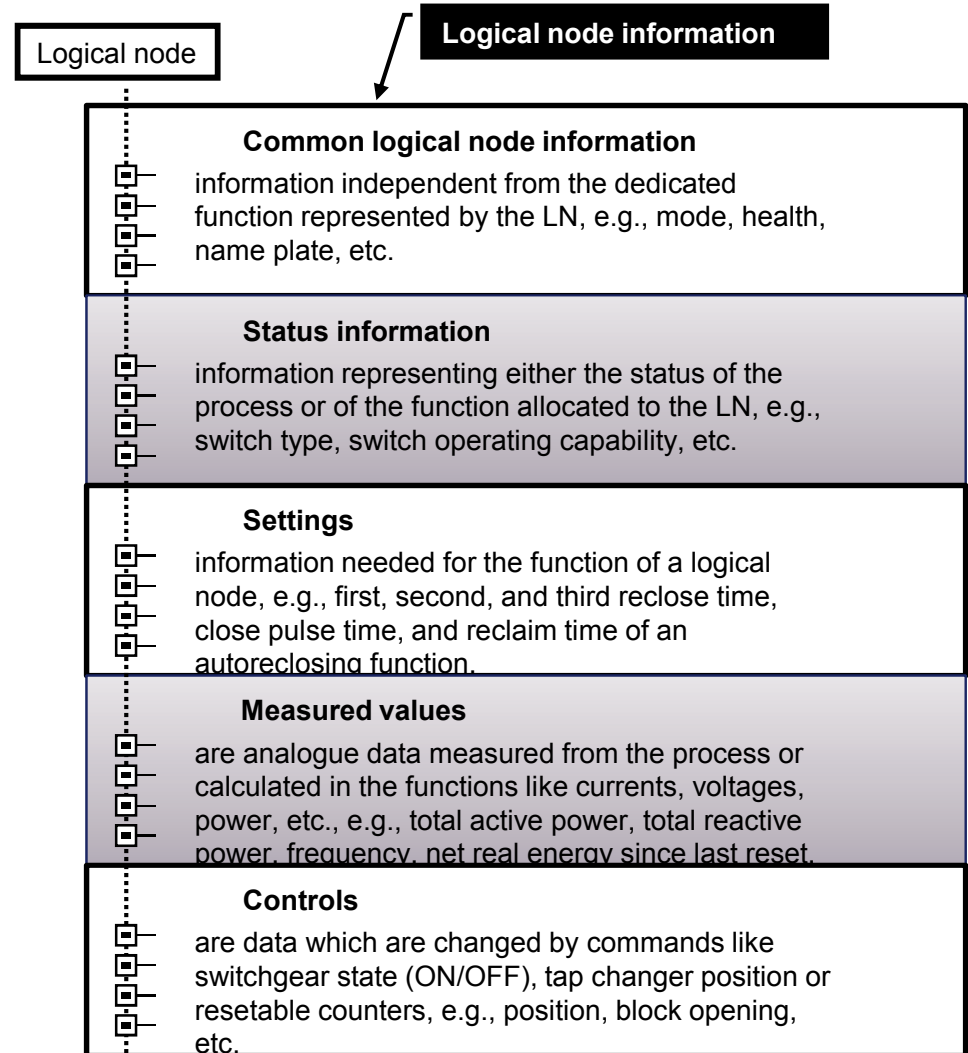 Logical node information
Logical node
Common logical node information
information independent from the dedicated
function represented by the LN, e.g., mode, health,
name plate, etc.
Status information
information representing either the status of the
process or of the function allocated to the LN, e.g.,
switch type, switch operating capability, etc.
Settings
information needed for the function of a logical
node, e.g., first, second, and third reclose time,
close pulse time, and reclaim time of an
autoreclosing function.
Measured values
are analogue data measured from the process or
calculated in the functions like currents, voltages,
power, etc., e.g., total active power, total reactive
power, frequency, net real energy since last reset,
Controls
are data which are changed by commands like
switchgear state (ON/OFF), tap changer position or
resetable counters, e.g., position, block opening,
etc.